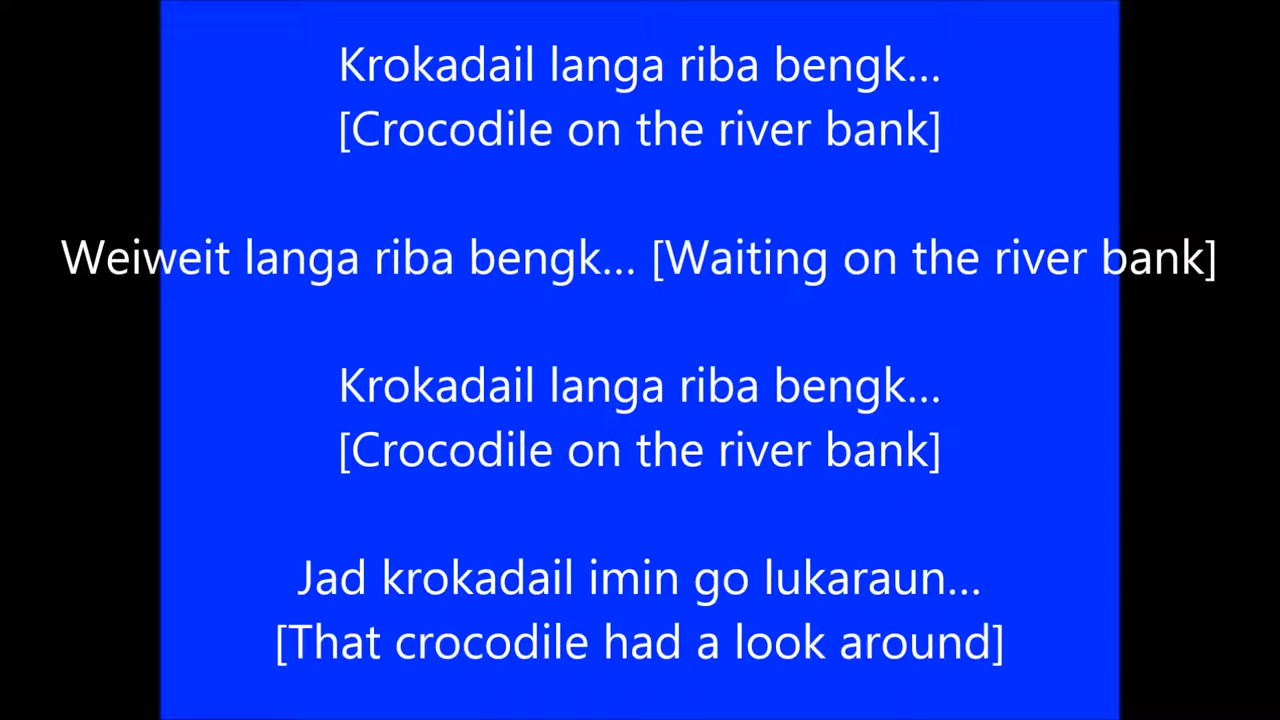 Krokadail langa riba bengk...
[Crocodile on the river bank]
Weiweit langa riba bengk... [Waiting on the river bank]
Krokadail langa riba bengk...
[Crocodile on the river bank]
Jad krokadail imin go lukaraun...
[That crocodile had a look around]